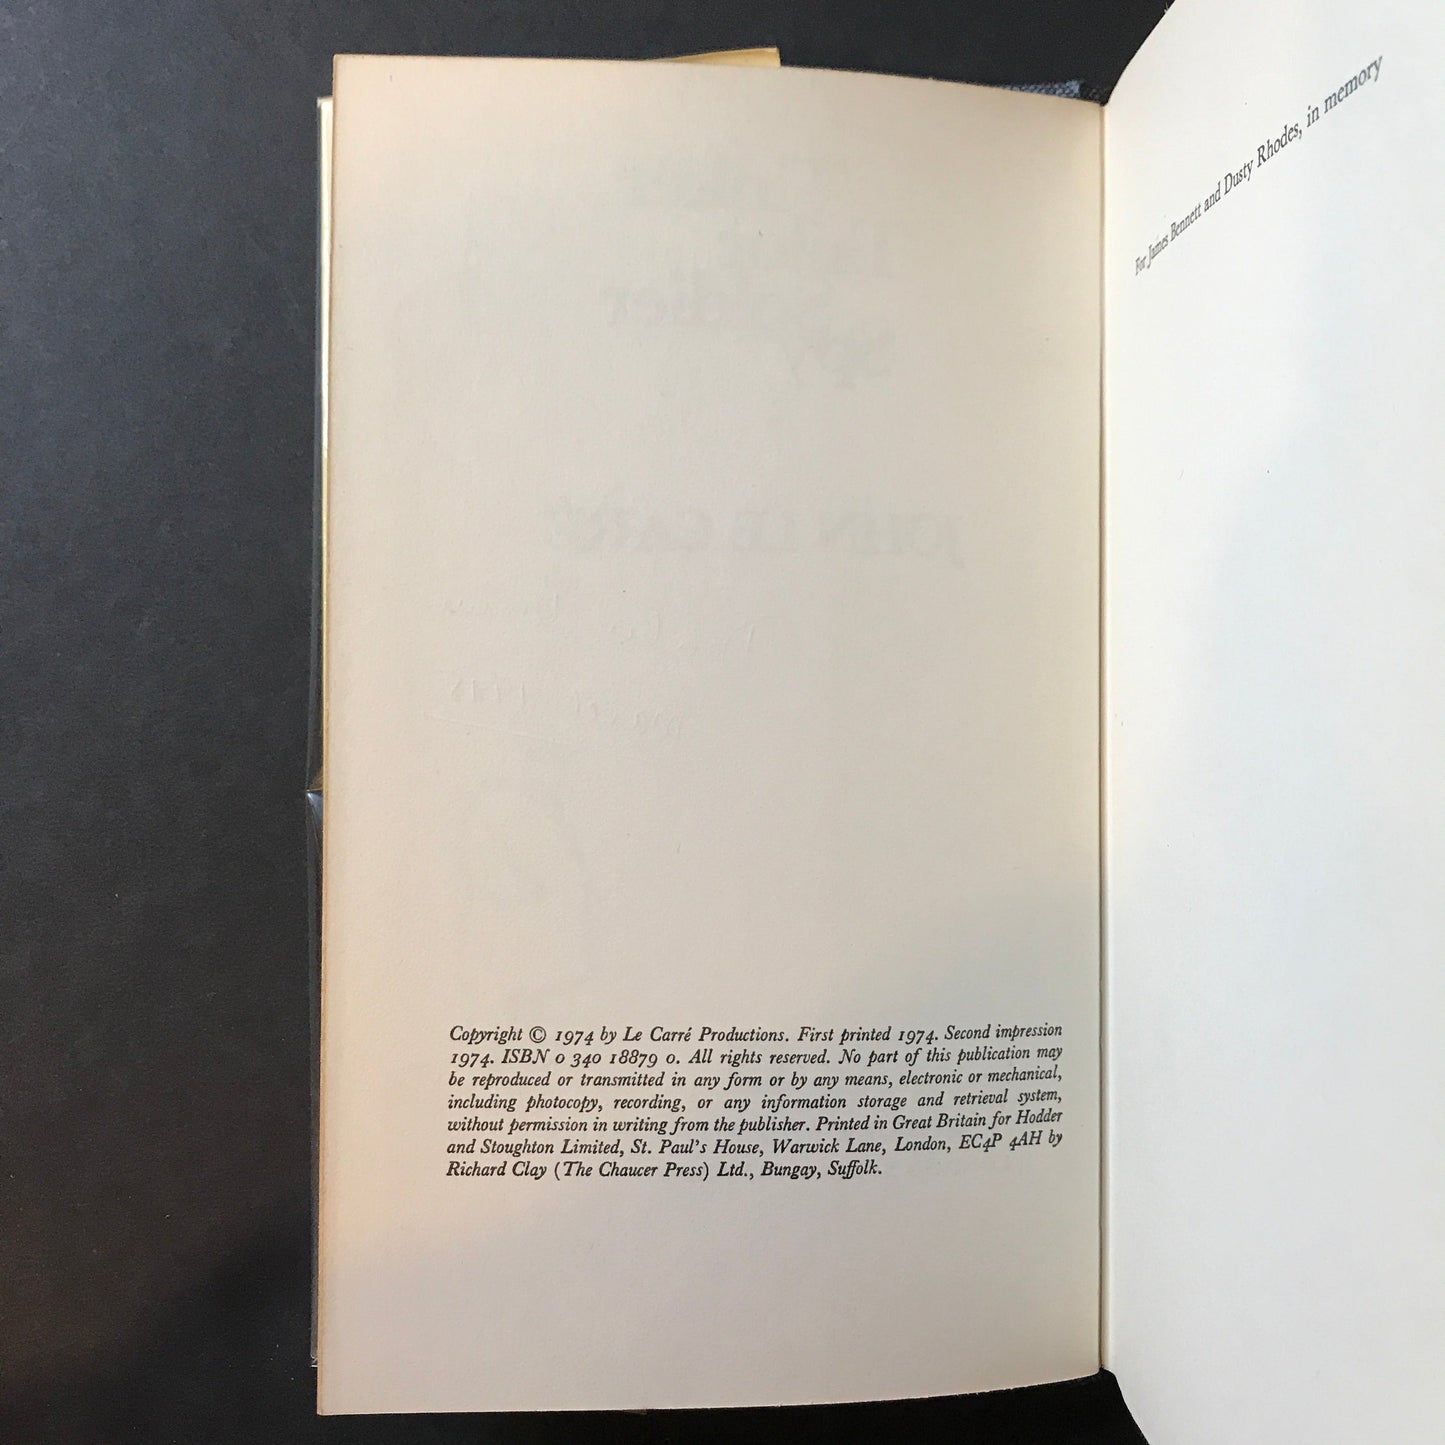 Copyright © 1974 by Le Carré Productions. First printed 1974. Second impression
1974. ISBN 0 340 18879 0. All rights reserved. No part of this publication may
be reproduced or transmitted in any form or by any means, electronic or mechanical,
including photocopy, recording, or any information storage and retrieval system,
without permission in writing from the publisher. Printed in Great Britain for Hodder
and Stoughton Limited, St. Paul's House, Warwick Lane, London, EC4P 4AH by
Richard Clay (The Chaucer Press) Ltd., Bungay, Suffolk.
For James Bennett and Dusty Rhodes, in memory